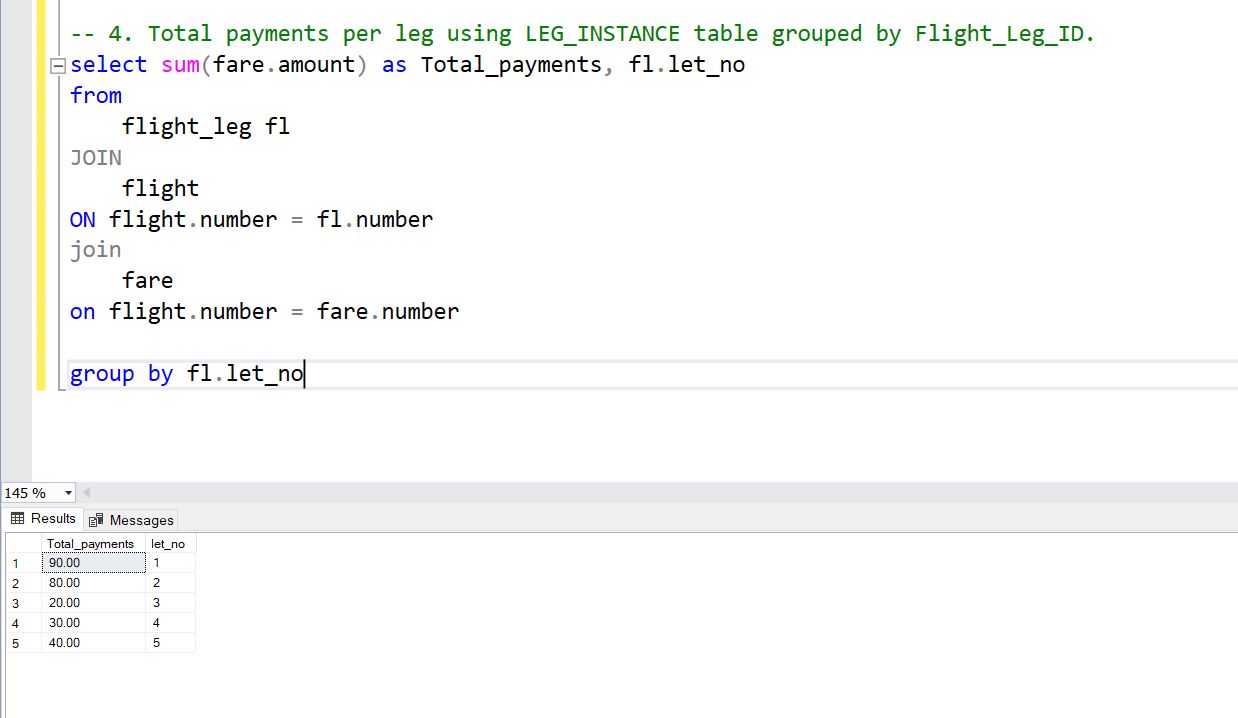 -- 4. Total payments per leg using LEG_INSTANCE table grouped by Flight_Leg_ID.
select sum(fare.amount) as Total_payments, fl.let_no
from
flight_leg fl
JOIN
flight
ON flight.number = fl.number
join
fare
on flight.number = fare.number
group by fl.let_no
145 %
Results Messages
Total_payments let_no
1 90.00 1
2 80.00 2
3 20.00 3
4 30.00 4
5 40.00 5